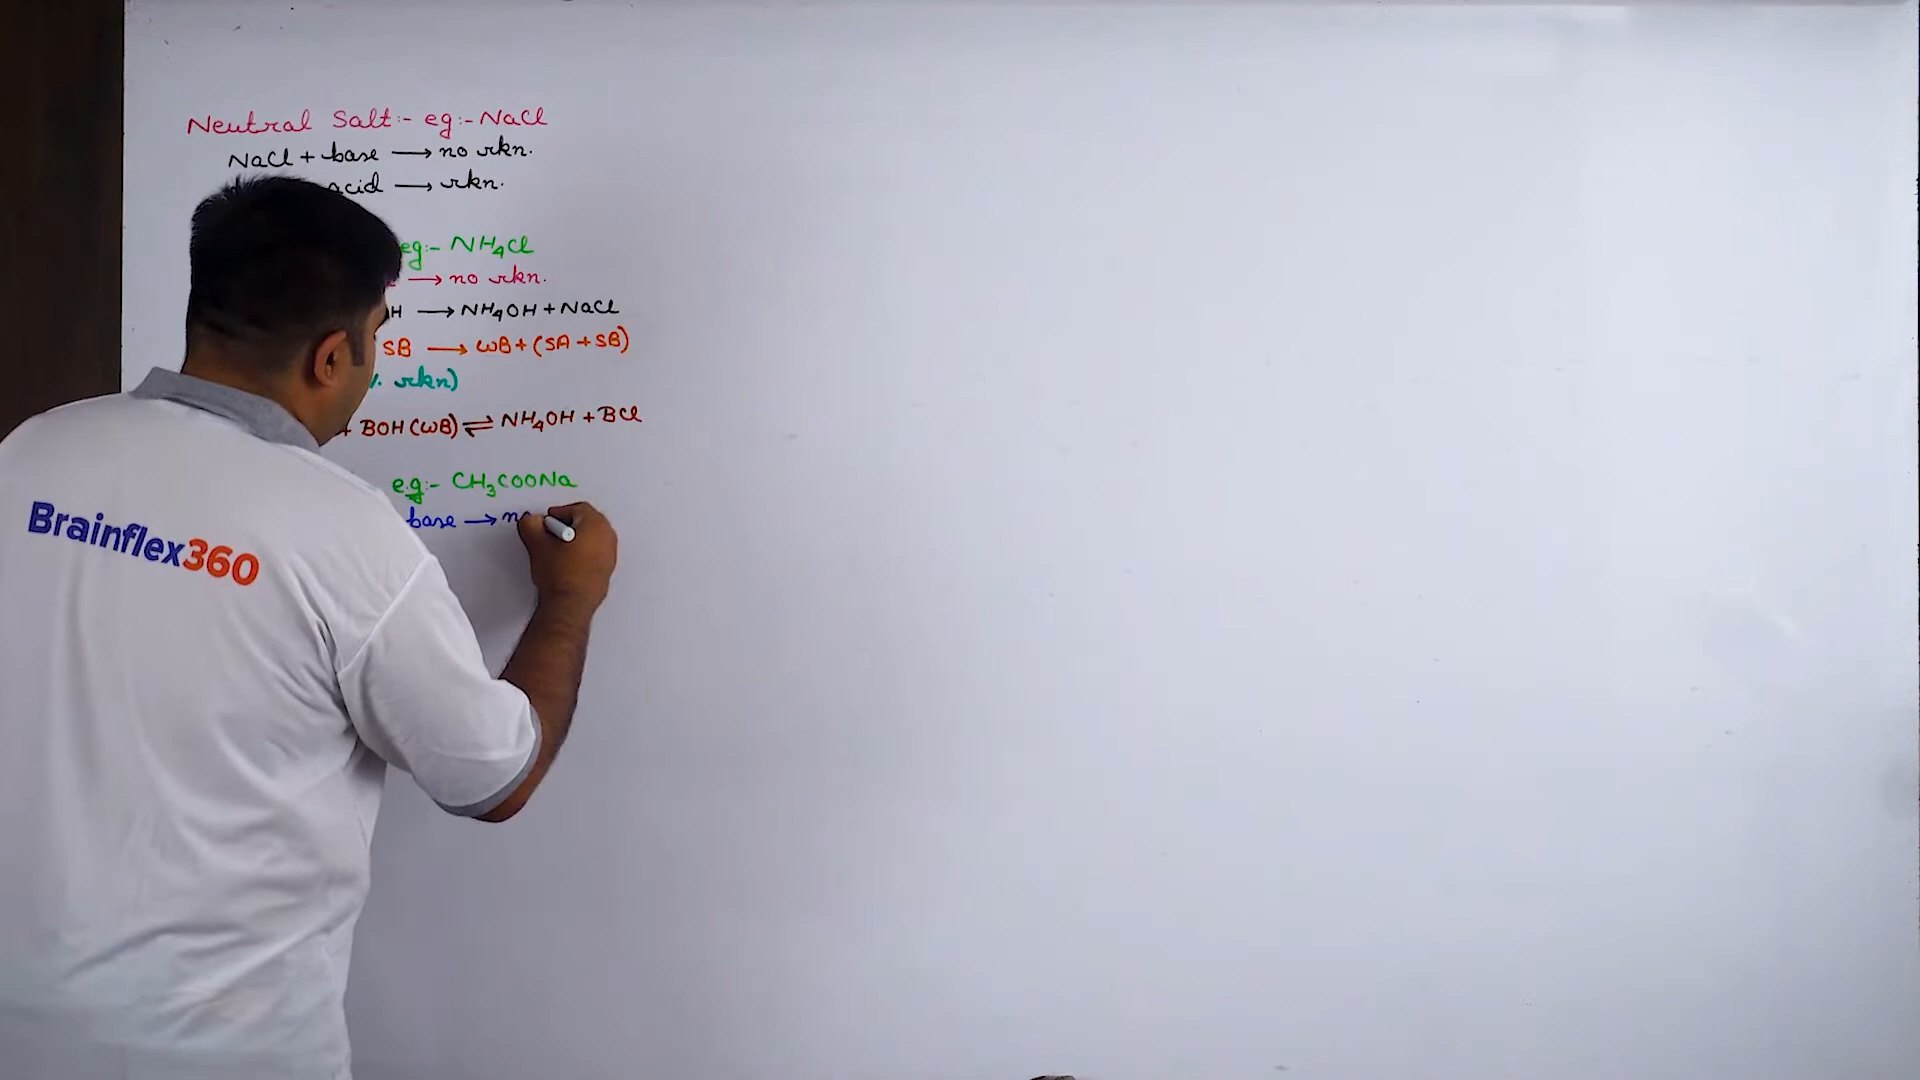 Neutral Salt:- eg:- NaCl
NaCl + base → no rkn.
acid → rkn.
eg:- NH₄Cl
→ no rkn.
H → NH₄OH + NaCl
SB → WB + (SA + SB)
rkn)
+ BOH (WB) ⇌ NH₄OH + BCl
e.g:- CH₃COONa
base →
Brainflex360